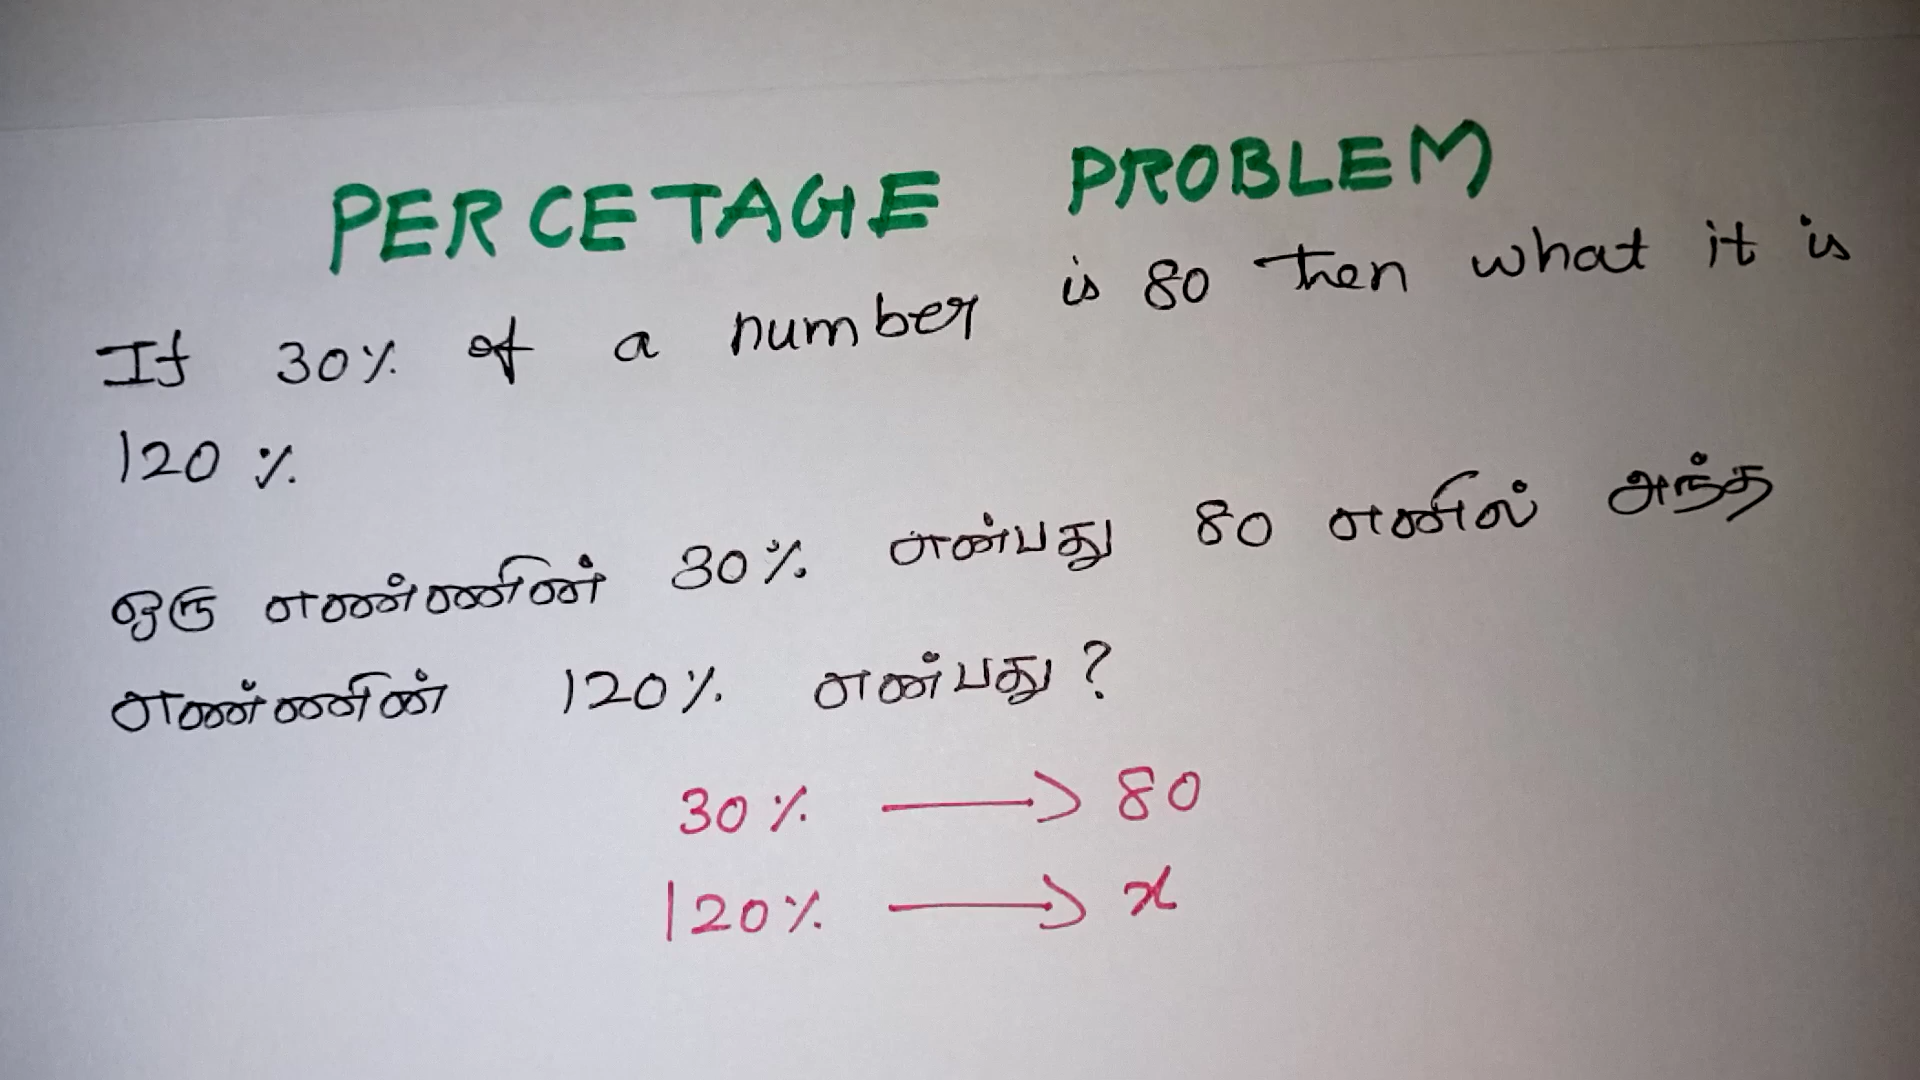 PERCETAGE PROBLEM
If 30% of a number is 80 then what it is
120%
ஒரு எண்ணின் 30% என்பது 80 எனில் அந்த
எண்ணின் 120% என்பது?
30% → 80
120% → x